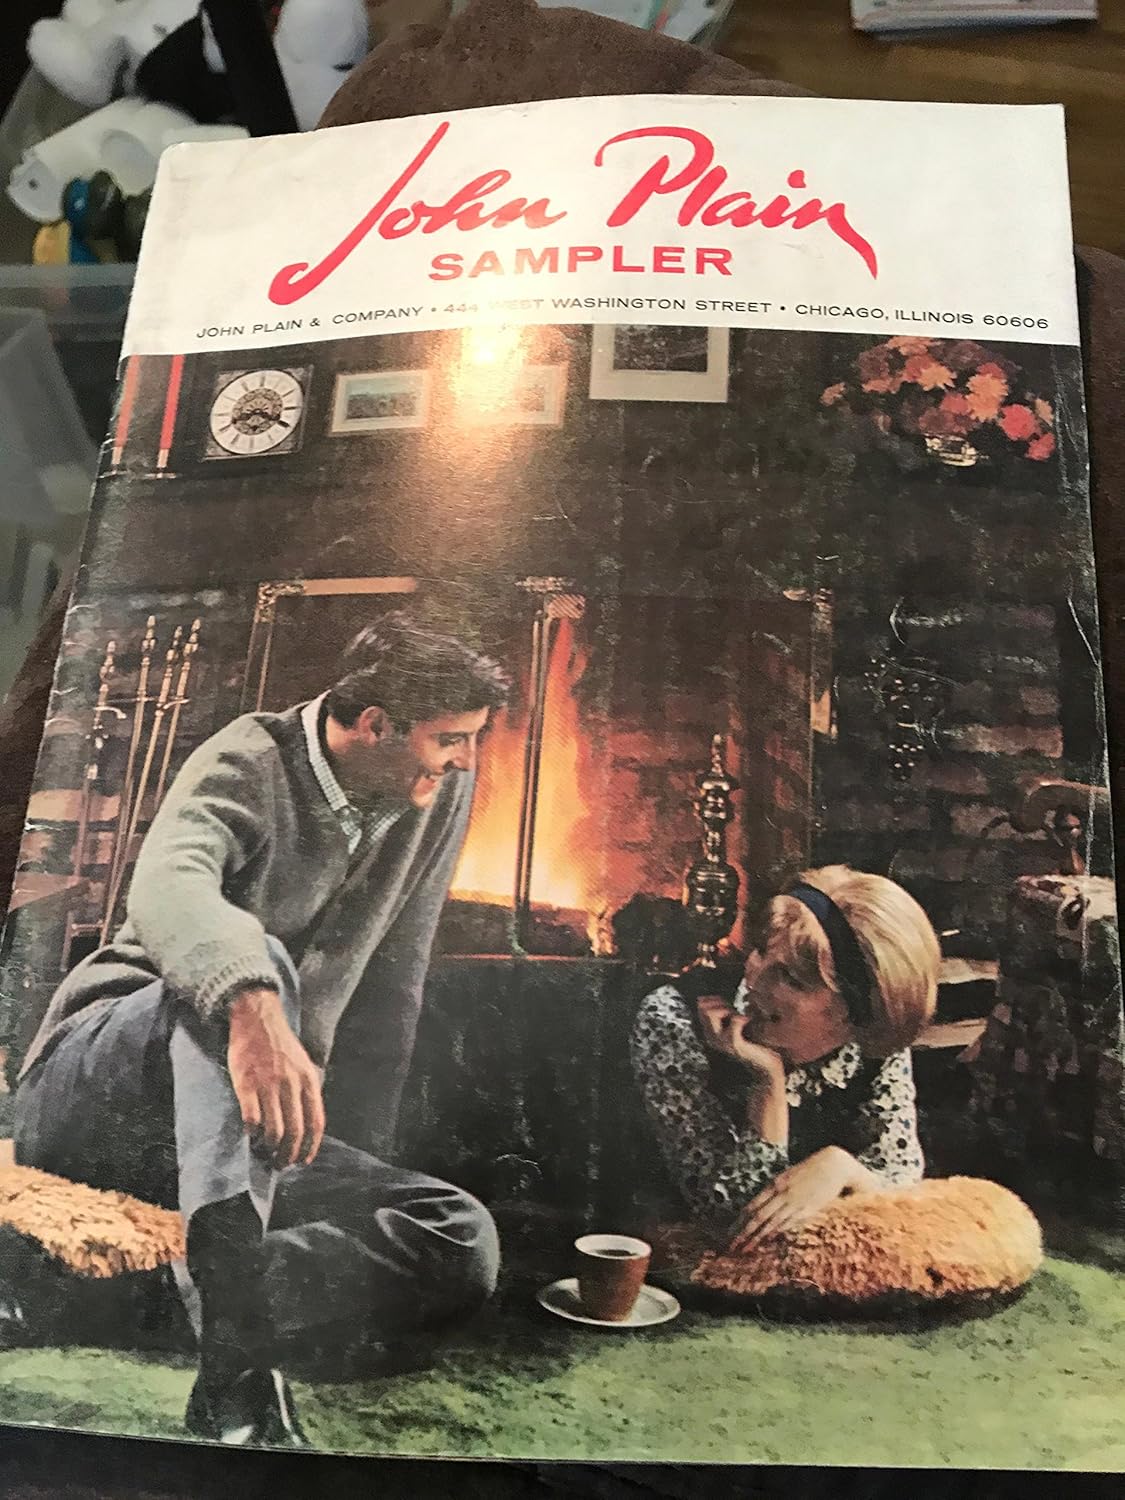 John Plain
SAMPLER
JOHN PLAIN & COMPANY • 444 WEST WASHINGTON STREET • CHICAGO, ILLINOIS 60606